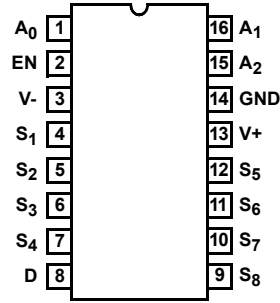 A0 1 16 A1
EN 2 15 A2
V- 3 14 GND
S1 4 13 V+
S2 5 12 S5
S3 6 11 S6
S4 7 10 S7
D 8 9 S8